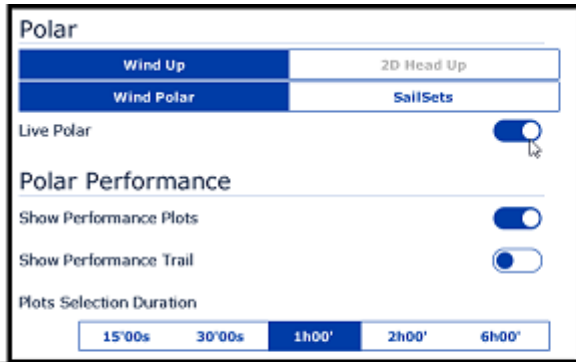 Polar
Wind Up 2D Head Up
Wind Polar SailSets
Live Polar
Polar Performance
Show Performance Plots
Show Performance Trail
Plots Selection Duration
15'00s 30'00s 1h00' 2h00' 6h00'